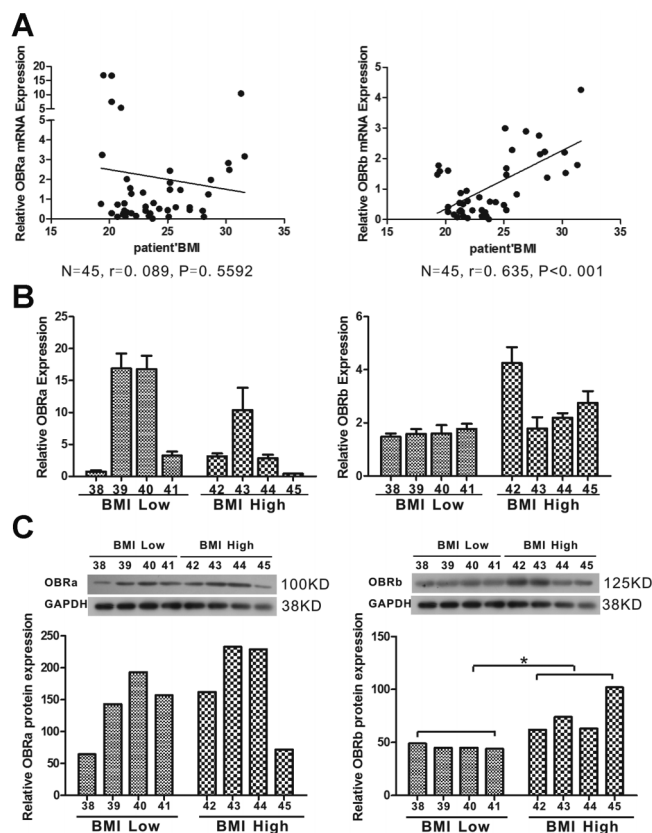 A
Relative OBRa mRNA Expression
20
15
10
5
5
4
3
2
1
0
15 20 25 30 35
patient'BMI
N=45, r=0. 089, P=0. 5592
Relative OBRb mRNA Expression
5
4
3
2
1
0
15 20 25 30 35
patient'BMI
N=45, r=0. 635, P<0. 001
B
Relative OBRa Expression
25
20
15
10
5
0
38 39 40 41 42 43 44 45
BMI Low BMI High
Relative OBRb Expression
6
4
2
0
38 39 40 41 42 43 44 45
BMI Low BMI High
C
BMI Low BMI High
38 39 40 41 42 43 44 45
OBRa 100KD
GAPDH 38KD
Relative OBRa protein expression
250
200
150
100
50
0
38 39 40 41 42 43 44 45
BMI Low BMI High
BMI Low BMI High
38 39 40 41 42 43 44 45
OBRb 125KD
GAPDH 38KD
Relative OBRb protein expression
150
100
50
0
*
38 39 40 41 42 43 44 45
BMI Low BMI High